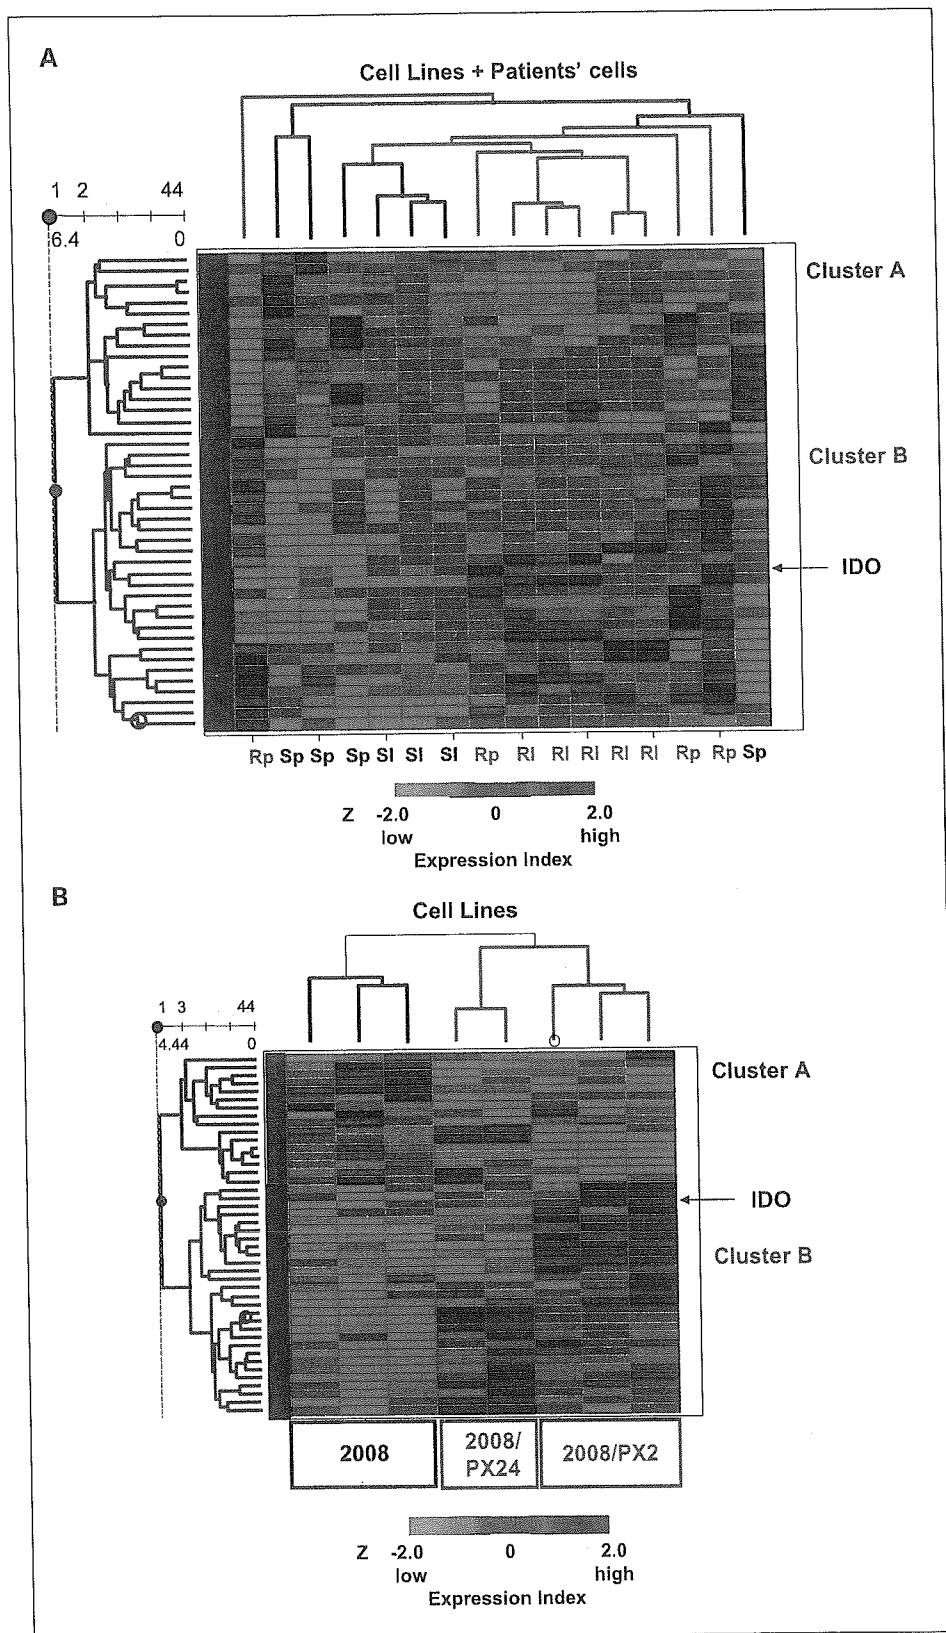 A
Cell Lines + Patients' cells
1 2 44
6.4 0
Cluster A
Cluster B
IDO
Rp Sp Sp Sp Sl Sl Sl Rp Rl Rl Rl Rl Rl Rp Rp Sp
Z -2.0 0 2.0
low high
Expression Index
B
Cell Lines
1 3 44
4.44 0
Cluster A
IDO
Cluster B
2008
2008/
PX24
2008/PX2
Z -2.0 0 2.0
low high
Expression Index